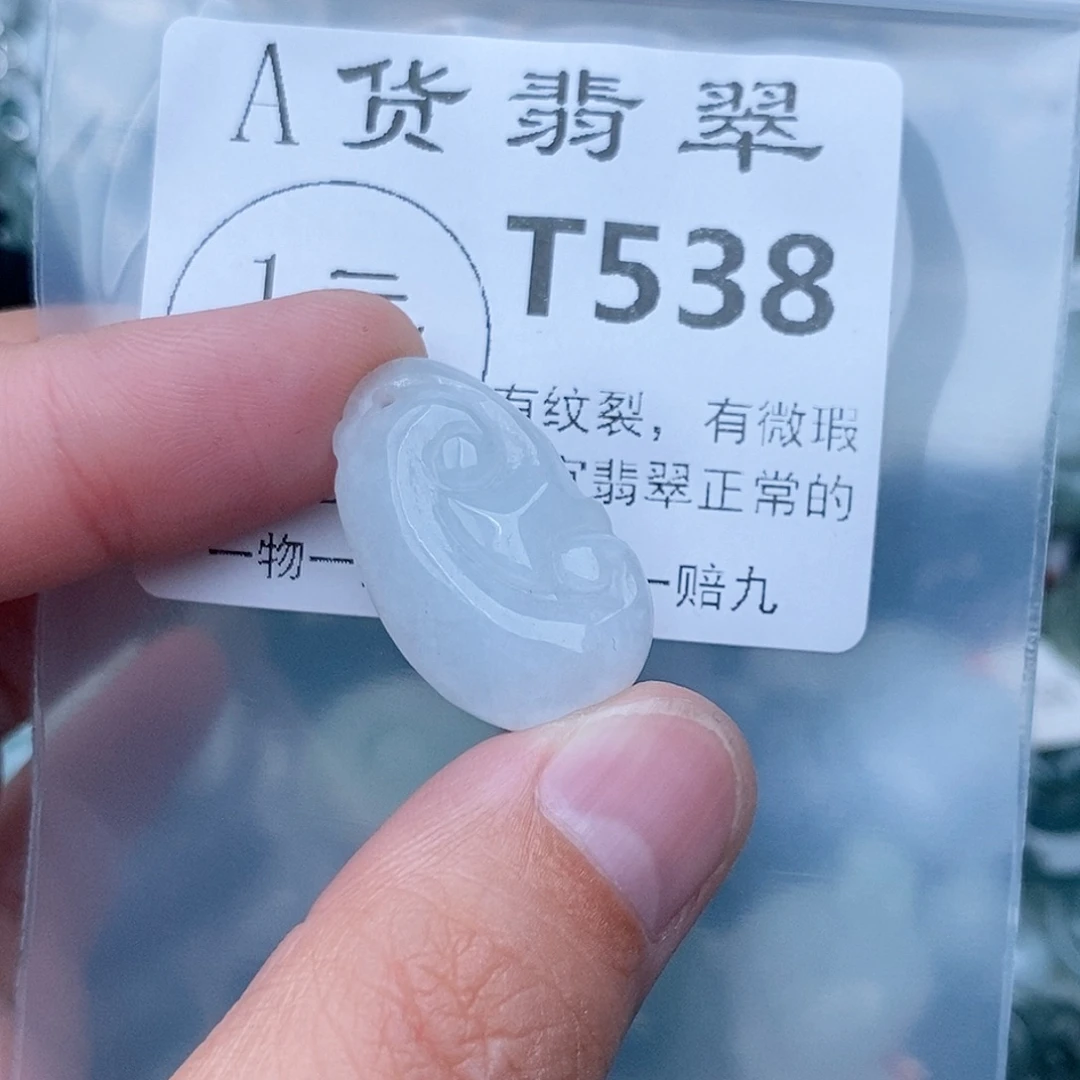 A货翡翠
T538
有纹裂，有微瑕
翡翠正常的
一物一
一赔九